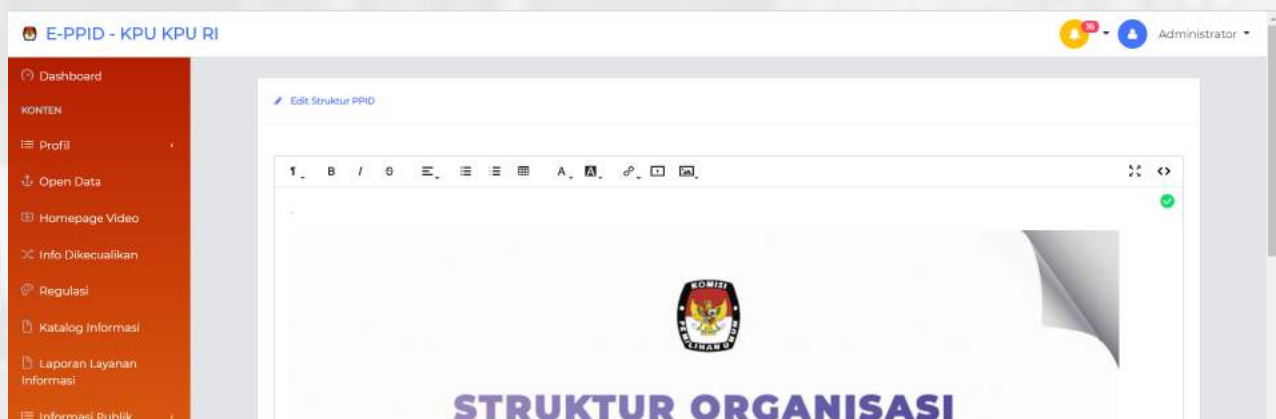 E-PPID - KPU KPU RI
16
Administrator
Dashboard
KONTEN
Profil
Open Data
Homepage Video
Info Dikecualikan
Regulasi
Katalog Informasi
Laporan Layanan
Informasi
Informasi Publik
Edit Struktur PPID
KOMISI
PEMILIHAN UMUM
STRUKTUR ORGANISASI